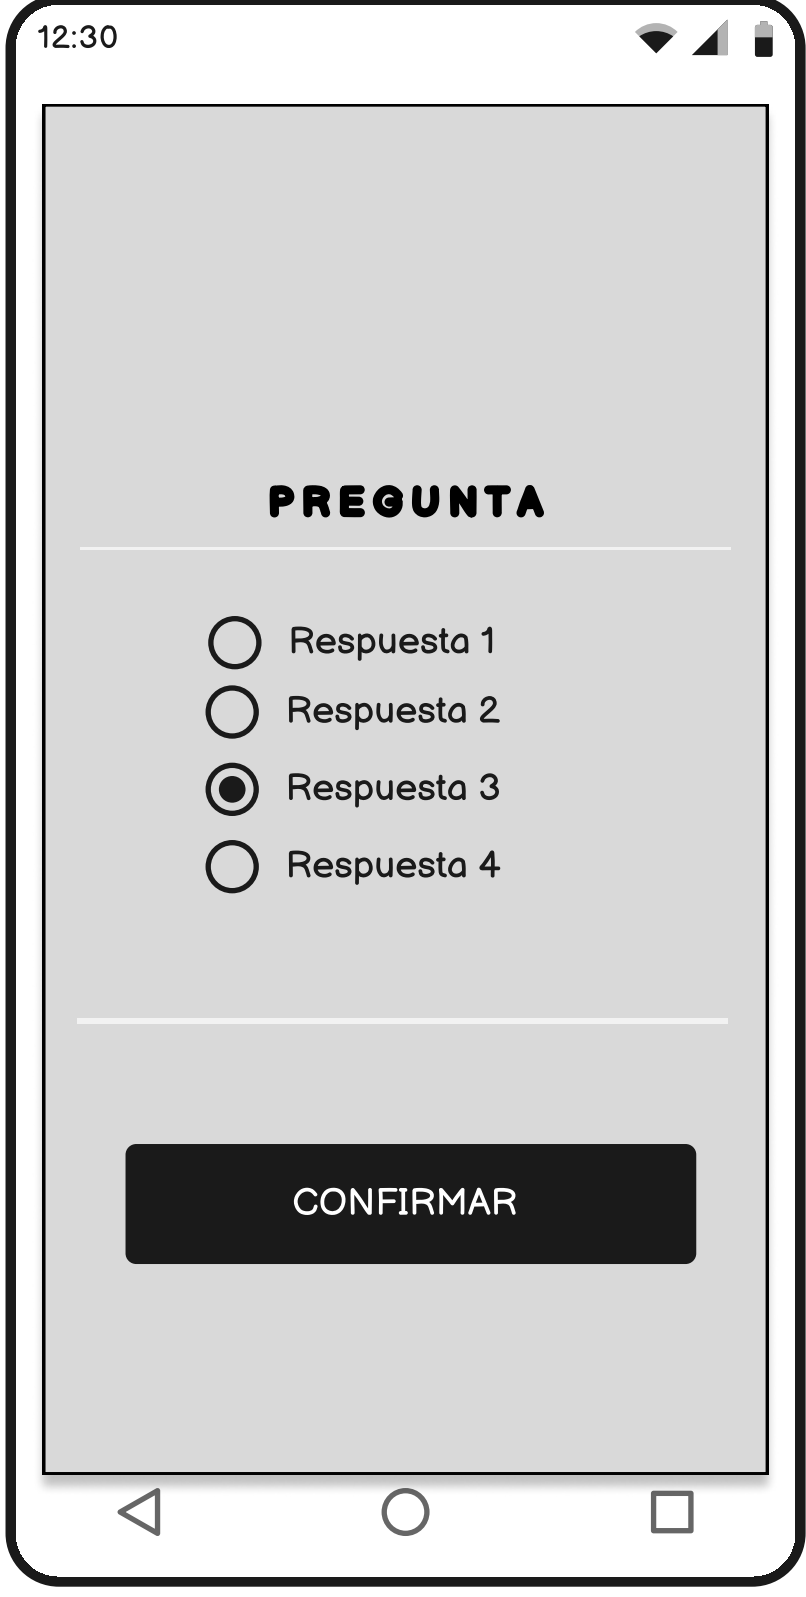 12:30
PREGUNTA
Respuesta 1
Respuesta 2
Respuesta 3
Respuesta 4
CONFIRMAR